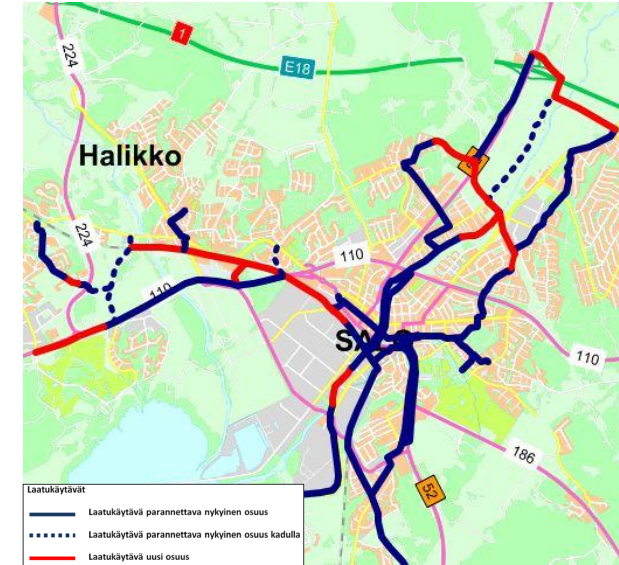 1
224
E18
Halikko
224
110
110
110
186
52
Laatukäytävät
Laatukäytävä parannettava nykyinen osuus
Laatukäytävä parannettava nykyinen osuus kadulla
Laatukäytävä uusi osuus